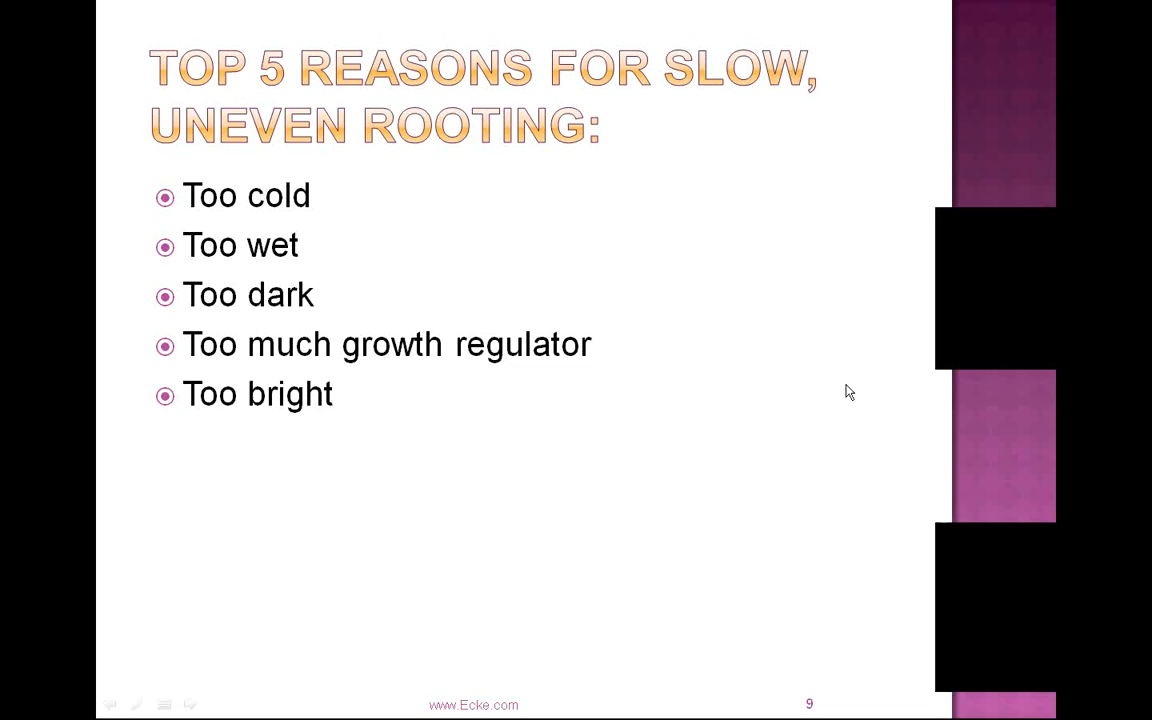 TOP 5 REASONS FOR SLOW,
UNEVEN ROOTING:
Too cold
Too wet
Too dark
Too much growth regulator
Too bright
www.Ecke.com
9